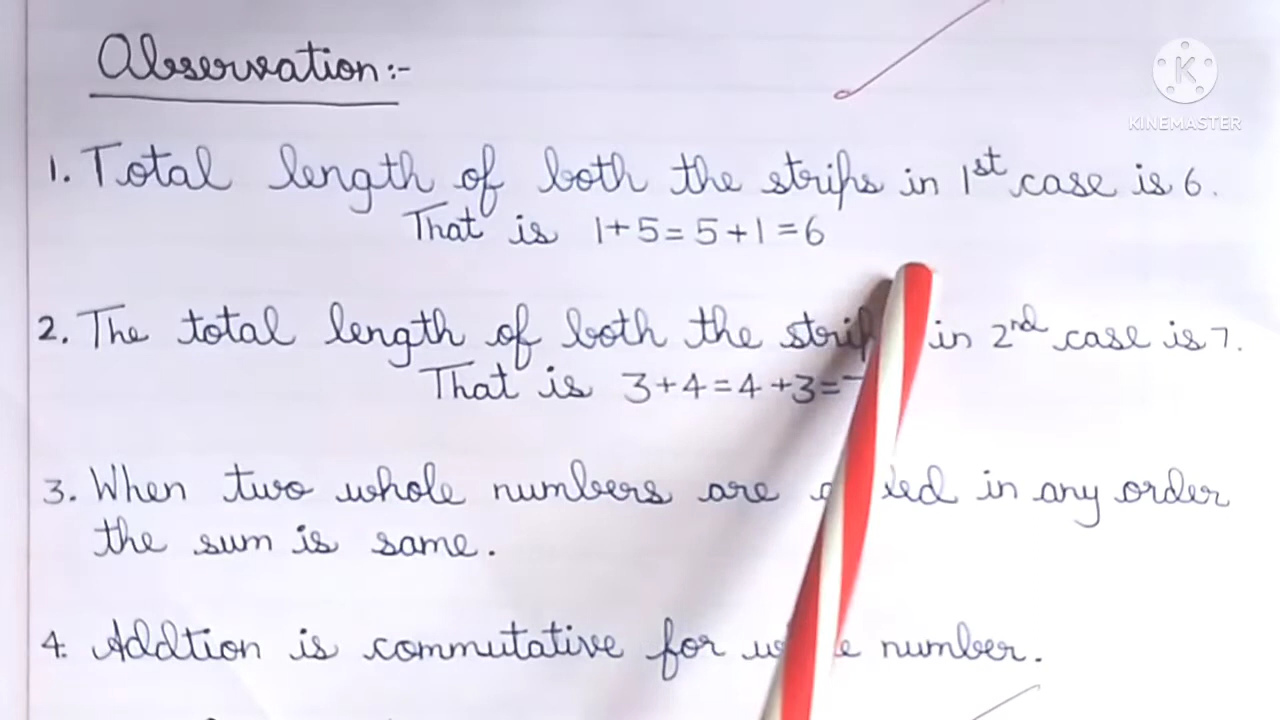 Observation:-
KINEMASTER
1. Total length of both the strips in 1st case is 6.
That is 1+5=5+1=6
2. The total length of both the in 2nd case is 7.
That is 3+4=4+3=
3. When two whole numbers are in any order
the sum is same.
4. Addtion is commutative for number.